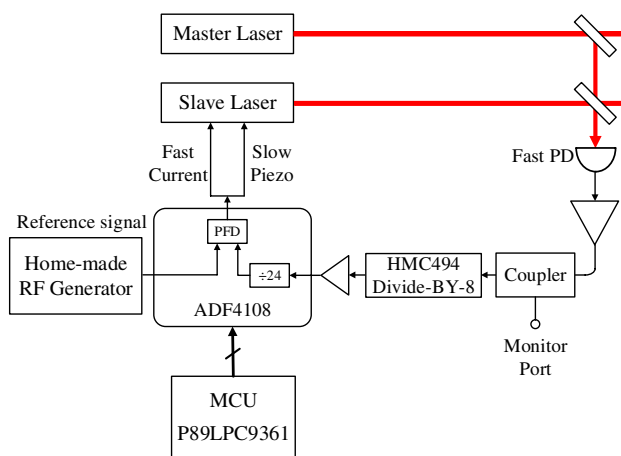 Master Laser
Slave Laser
Fast
Current
Slow
Piezo
Fast PD
Reference signal
Home-made
RF Generator
PFD
÷24
ADF4108
HMC494
Divide-BY-8
Coupler
Monitor
Port
MCU
P89LPC9361